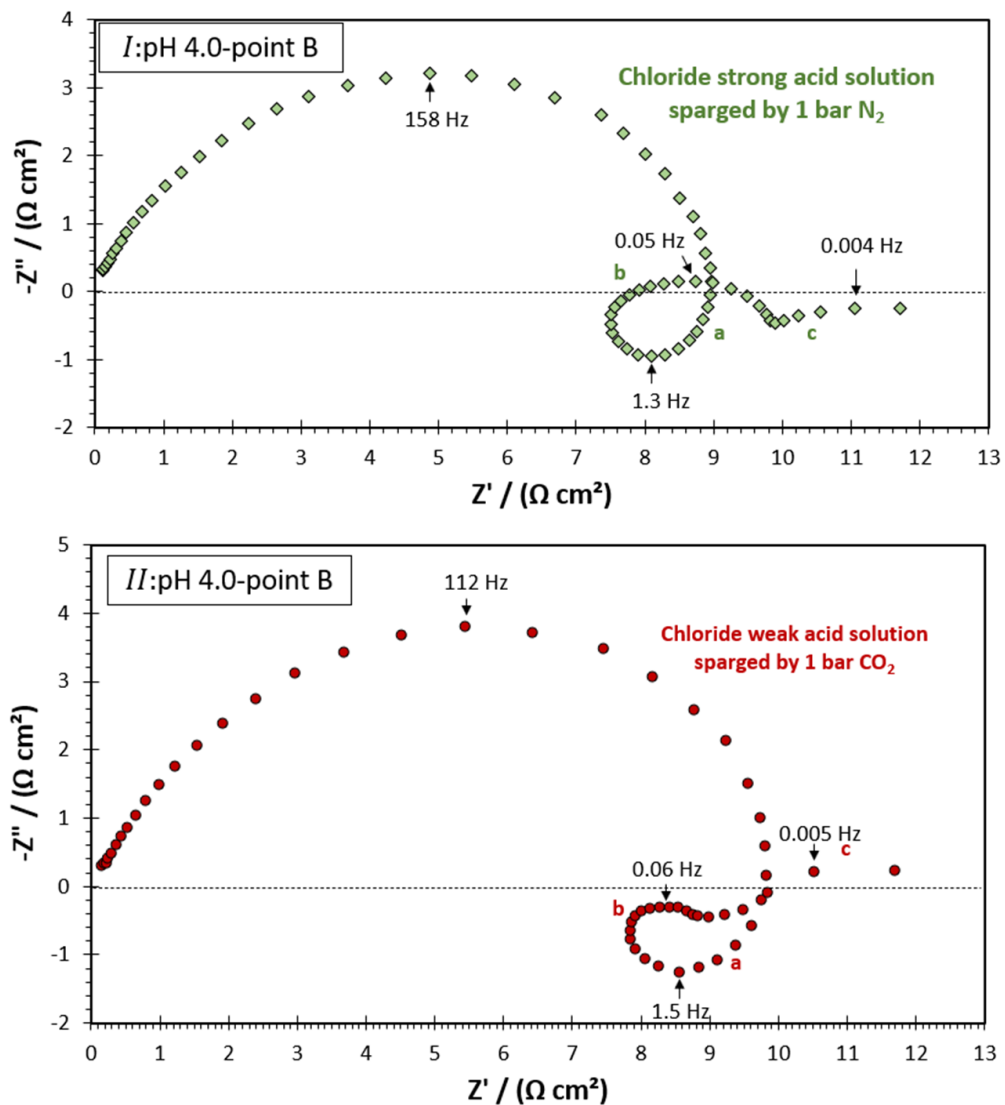 I:pH 4.0-point B
Chloride strong acid solution
sparged by 1 bar N₂
158 Hz
0.05 Hz
0.004 Hz
b
a
c
1.3 Hz
-Z" / (Ω cm²)
4
3
2
1
0
-1
-2
0 1 2 3 4 5 6 7 8 9 10 11 12 13
Z' / (Ω cm²)
II:pH 4.0-point B
112 Hz
Chloride weak acid solution
sparged by 1 bar CO₂
0.005 Hz
c
0.06 Hz
b
a
1.5 Hz
-Z" / (Ω cm²)
5
4
3
2
1
0
-1
-2
0 1 2 3 4 5 6 7 8 9 10 11 12 13
Z' / (Ω cm²)